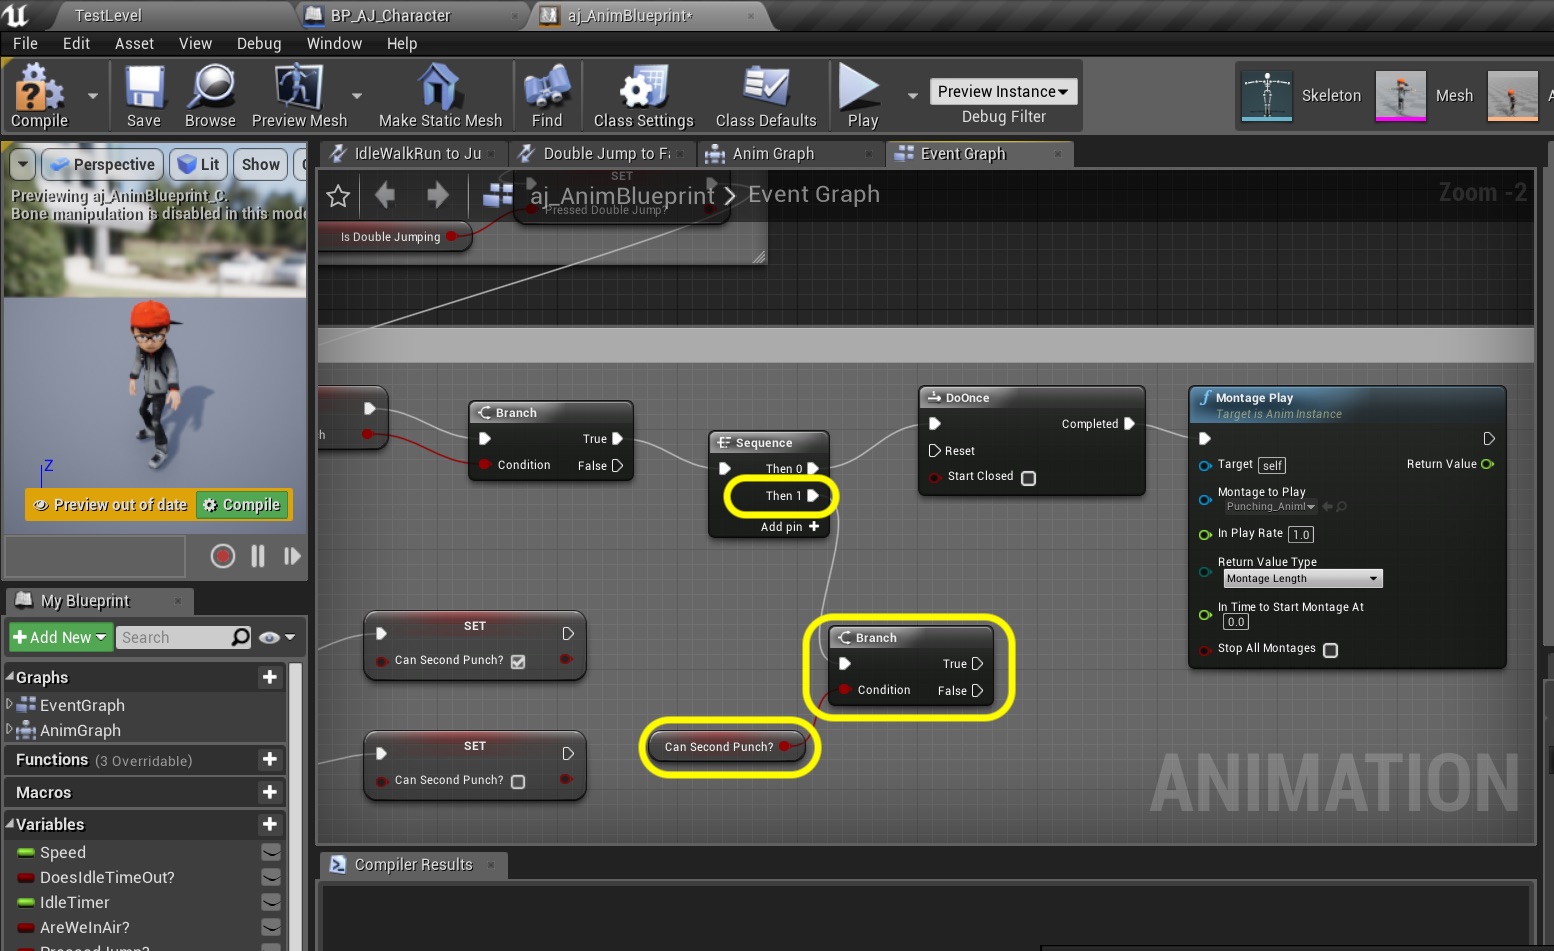 TestLevel
BP_AJ_Character
aj_AnimBlueprint*
File Edit Asset View Debug Window Help
Compile
Save
Browse
Preview Mesh
Make Static Mesh
Find
Class Settings
Class Defaults
Play
Preview Instance
Debug Filter
Skeleton
Mesh
Perspective
Lit
Show
Previewing aj_AnimBlueprint_C.
Bone manipulation is disabled in this mode
Z
Preview out of date
Compile
IdleWalkRun to Ju
Double Jump to Fa
Anim Graph
Event Graph
aj_AnimBlueprint > Event Graph
Zoom -2
SET
Pressed Double Jump?
Is Double Jumping
h
Branch
True
Condition
False
Sequence
Then 0
Then 1
Add pin
DoOnce
Completed
Reset
Start Closed
Montage Play
Target is Anim Instance
Target self
Return Value
Montage to Play
Punching_AnimI
In Play Rate 1.0
Return Value Type
Montage Length
In Time to Start Montage At
0.0
Stop All Montages
SET
Can Second Punch?
SET
Can Second Punch?
Can Second Punch?
Branch
True
Condition
False
ANIMATION
My Blueprint
Add New
Search
Graphs
EventGraph
AnimGraph
Functions (3 Overridable)
Macros
Variables
Speed
DoesIdleTimeOut?
IdleTimer
AreWeInAir?
PressedJump?
Compiler Results